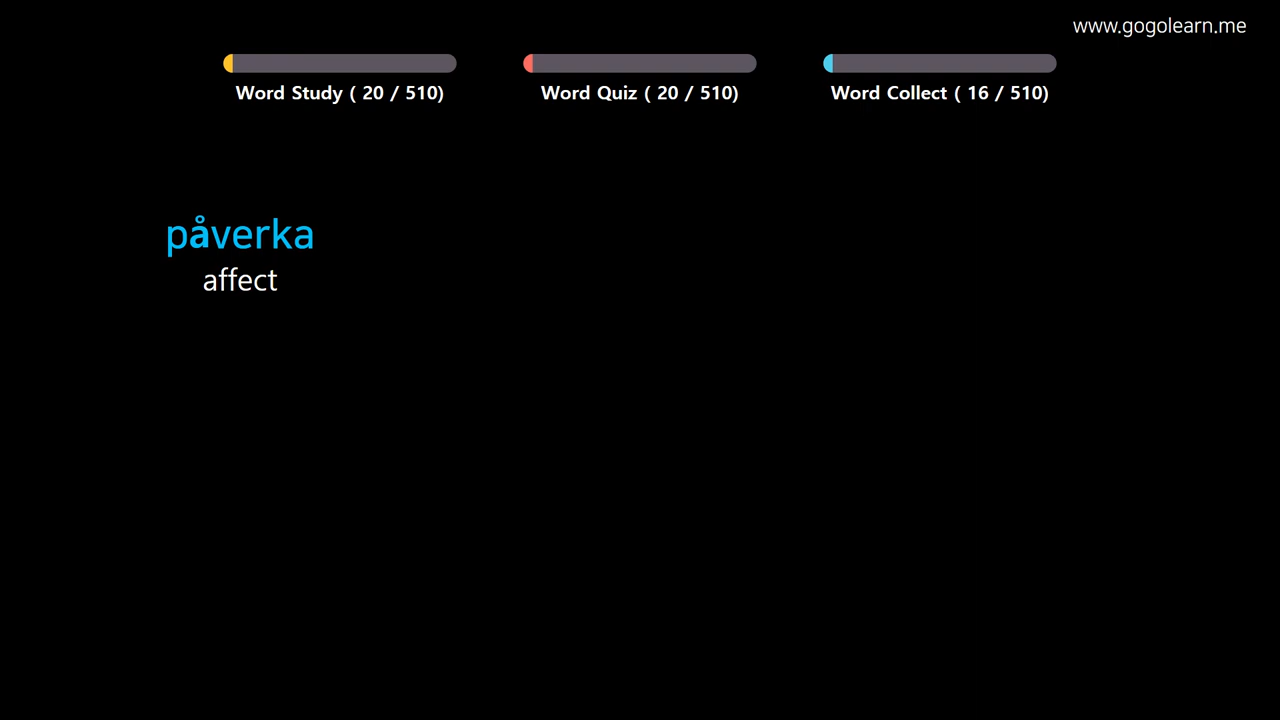 www.gogolearn.me
Word Study ( 20 / 510)
Word Quiz ( 20 / 510)
Word Collect ( 16 / 510)
påverka
affect